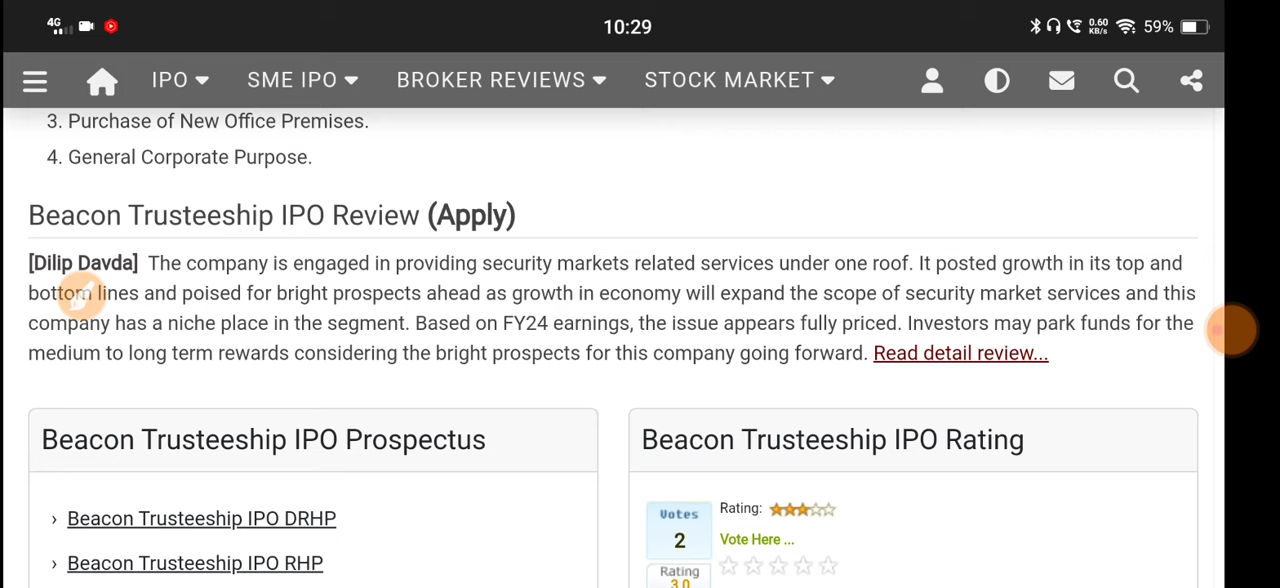 4G 10:29 0.60 KB/s 59%
IPO SME IPO BROKER REVIEWS STOCK MARKET
3. Purchase of New Office Premises.
4. General Corporate Purpose.
Beacon Trusteeship IPO Review (Apply)
[Dilip Davda] The company is engaged in providing security markets related services under one roof. It posted growth in its top and
bottom lines and poised for bright prospects ahead as growth in economy will expand the scope of security market services and this
company has a niche place in the segment. Based on FY24 earnings, the issue appears fully priced. Investors may park funds for the
medium to long term rewards considering the bright prospects for this company going forward. Read detail review...
Beacon Trusteeship IPO Prospectus
› Beacon Trusteeship IPO DRHP
› Beacon Trusteeship IPO RHP
Beacon Trusteeship IPO Rating
Votes
2
Rating
3.0
Rating:
Vote Here ...